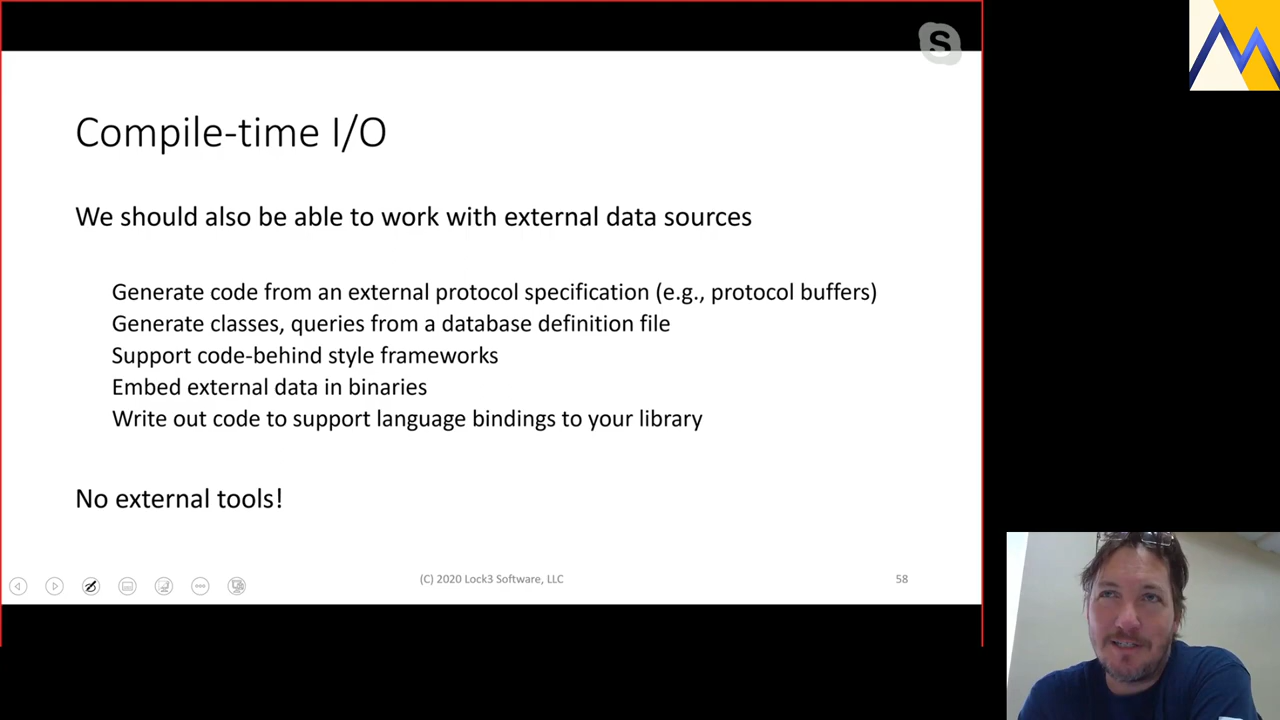 Compile-time I/O
We should also be able to work with external data sources
Generate code from an external protocol specification (e.g., protocol buffers)
Generate classes, queries from a database definition file
Support code-behind style frameworks
Embed external data in binaries
Write out code to support language bindings to your library
No external tools!
(C) 2020 Lock3 Software, LLC
58
S